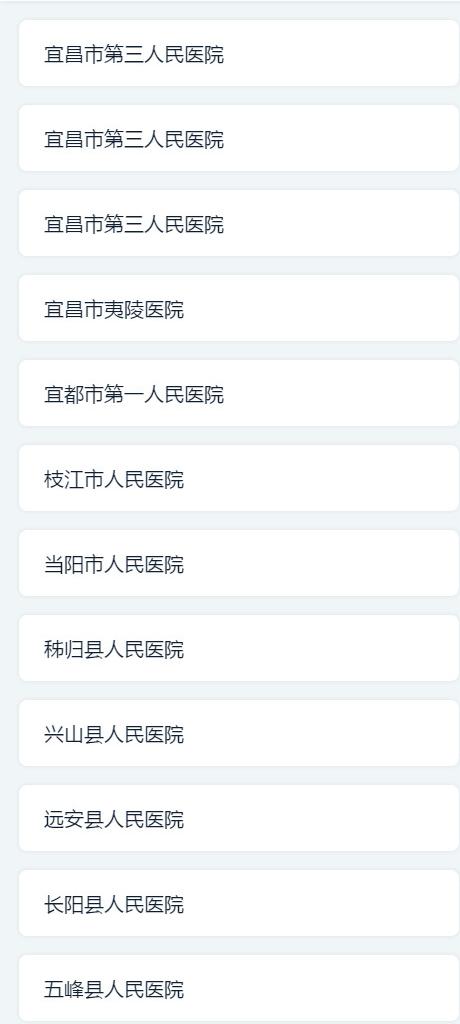 宜昌市第三人民医院
宜昌市第三人民医院
宜昌市第三人民医院
宜昌市夷陵医院
宜都市第一人民医院
枝江市人民医院
当阳市人民医院
秭归县人民医院
兴山县人民医院
远安县人民医院
长阳县人民医院
五峰县人民医院